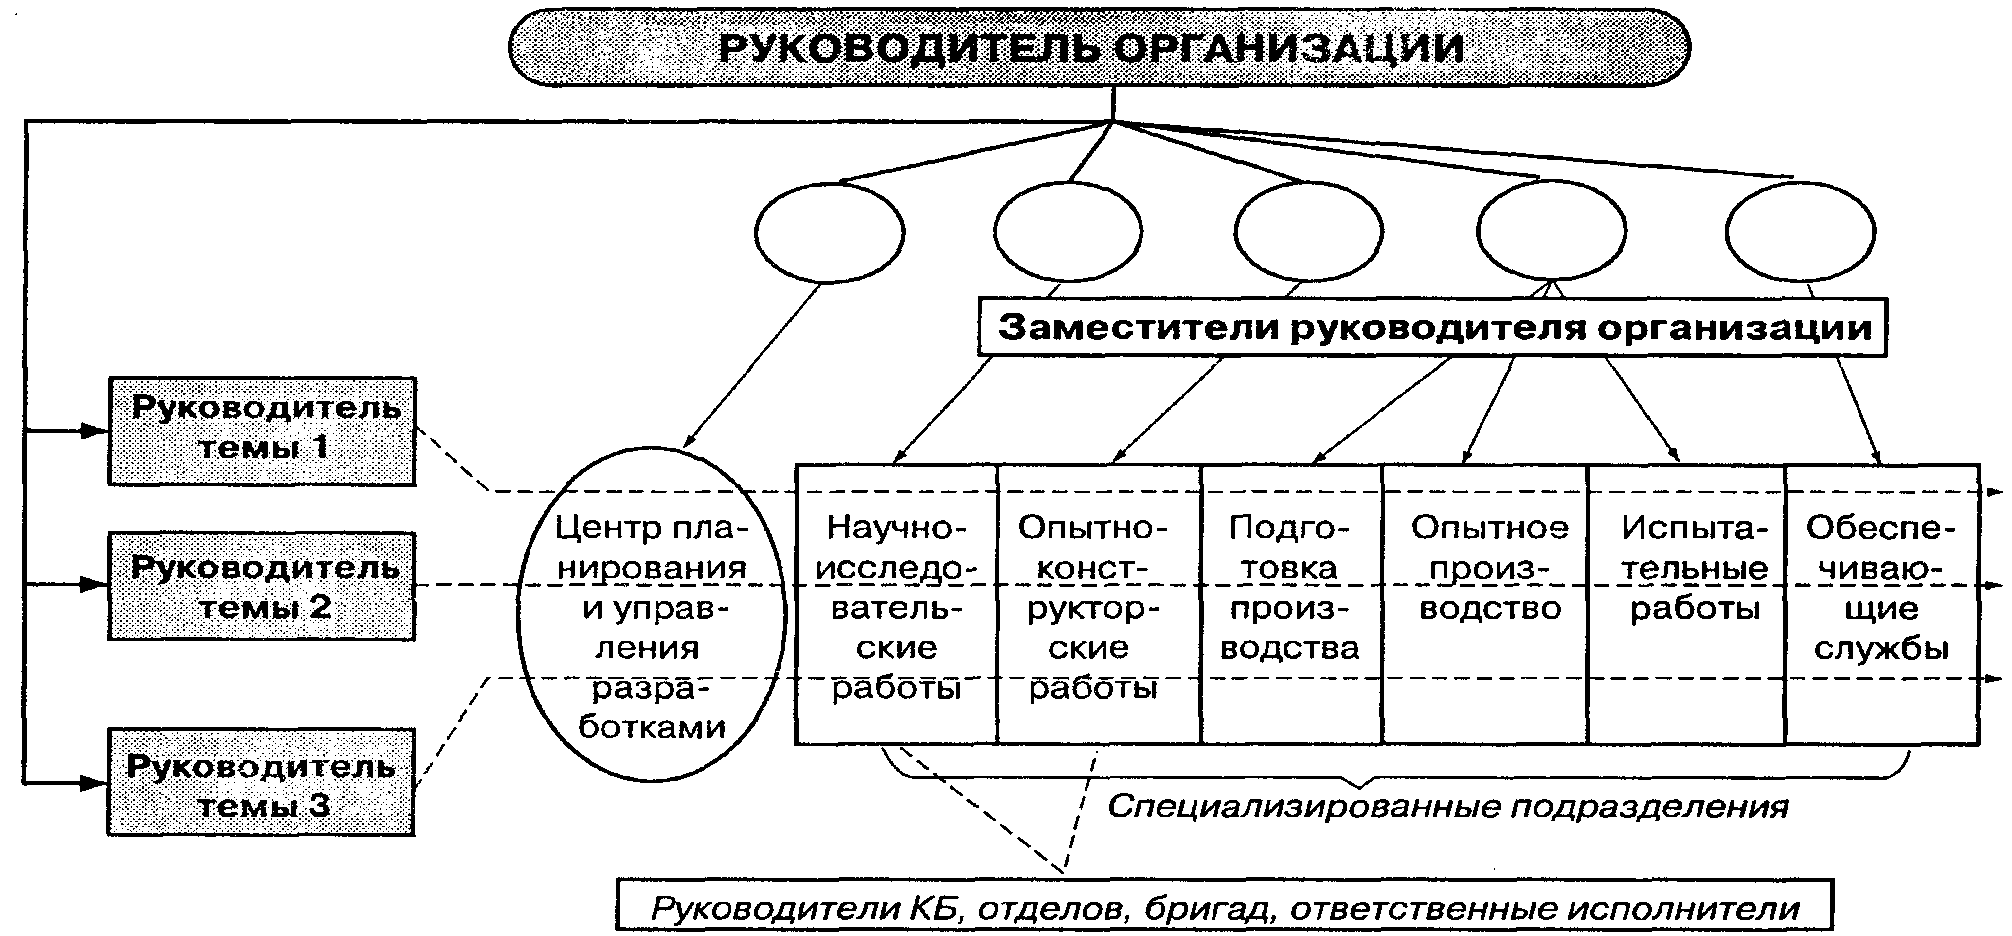 РУКОВОДИТЕЛЬ ОРГАНИЗАЦИИ
Заместители руководителя организации
Руководитель
темы 1
Руководитель
темы 2
Руководитель
темы 3
Центр пла-
нирования
и управ-
ления
разра-
ботками
Научно-
исследо-
ватель-
ские
работы
Опытно-
конст-
руктор-
ские
работы
Подго-
товка
произ-
водства
Опытное
произ-
водство
Испыта-
тельные
работы
Обеспе-
чиваю-
щие
службы
Специализированные подразделения
Руководители КБ, отделов, бригад, ответственные исполнители